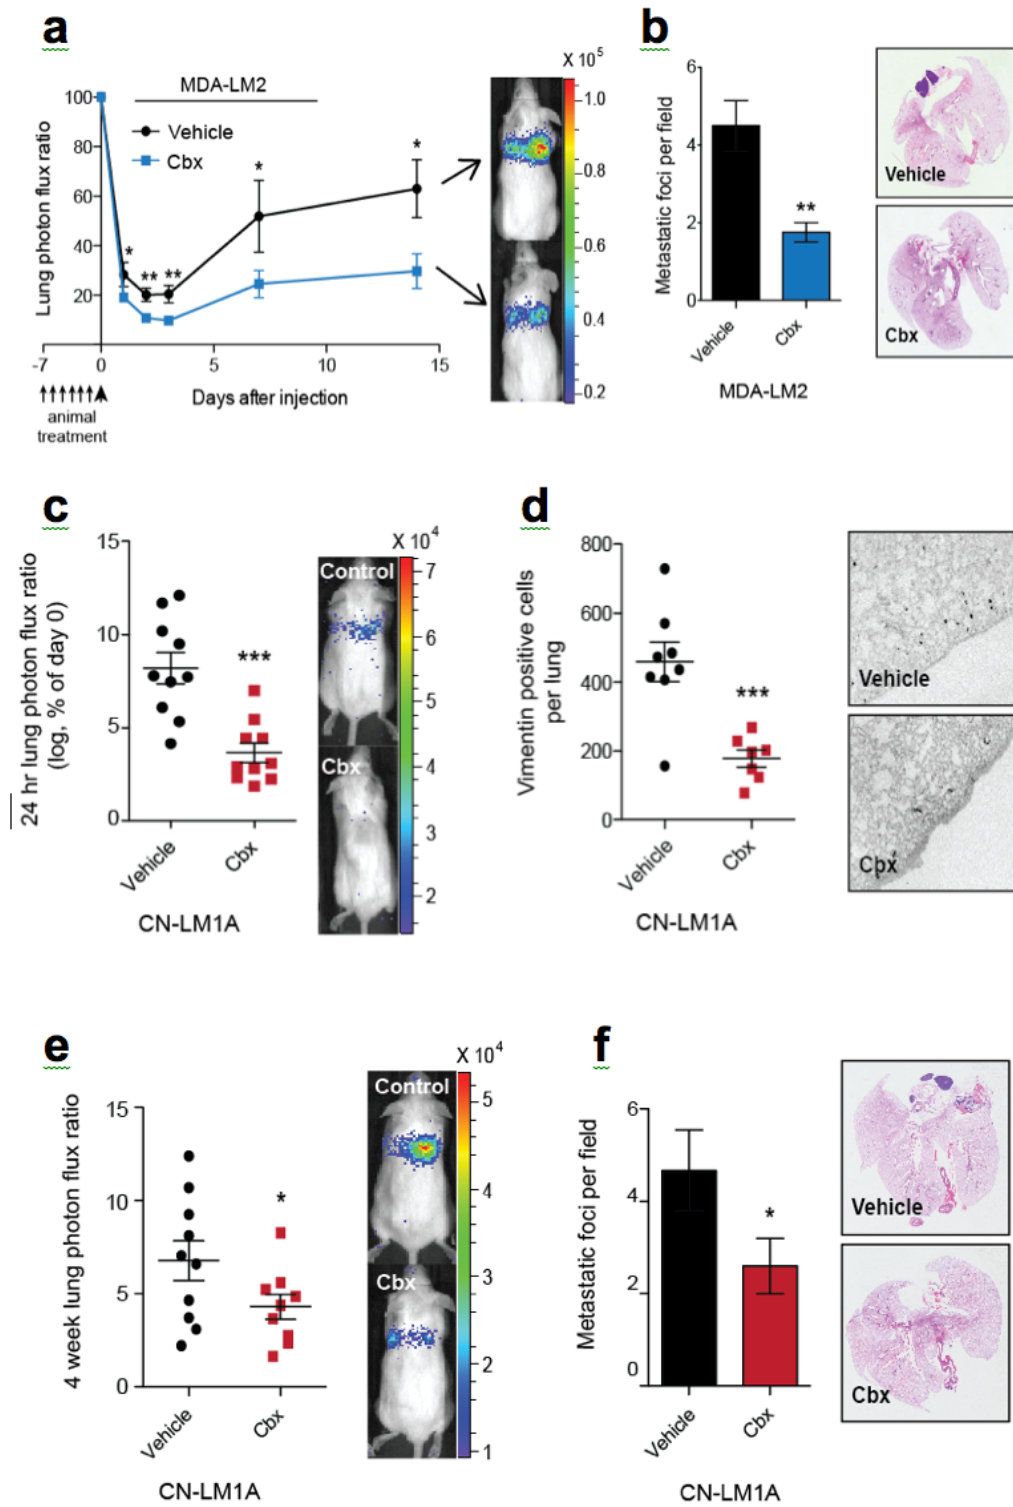 a
MDA-LM2
Vehicle
Cbx
Lung photon flux ratio
100
80
60
40
20
*
**
**
*
*
-7
0
5
10
15
Days after injection
animal
treatment
X 10⁵
1.0
0.8
0.6
0.4
0.2
b
Metastatic foci per field
6
4
2
0
**
Vehicle
Cbx
MDA-LM2
Vehicle
Cbx
c
24 hr lung photon flux ratio
(log, % of day 0)
15
10
5
0
***
Vehicle
Cbx
CN-LM1A
Control
Cbx
X 10⁴
7
6
5
4
3
2
d
Vimentin positive cells
per lung
800
600
400
200
0
***
Vehicle
Cbx
CN-LM1A
Vehicle
Cbx
e
4 week lung photon flux ratio
15
10
5
0
*
Vehicle
Cbx
CN-LM1A
Control
Cbx
X 10⁴
5
4
3
2
1
f
Metastatic foci per field
6
4
2
0
*
Vehicle
Cbx
CN-LM1A
Vehicle
Cbx